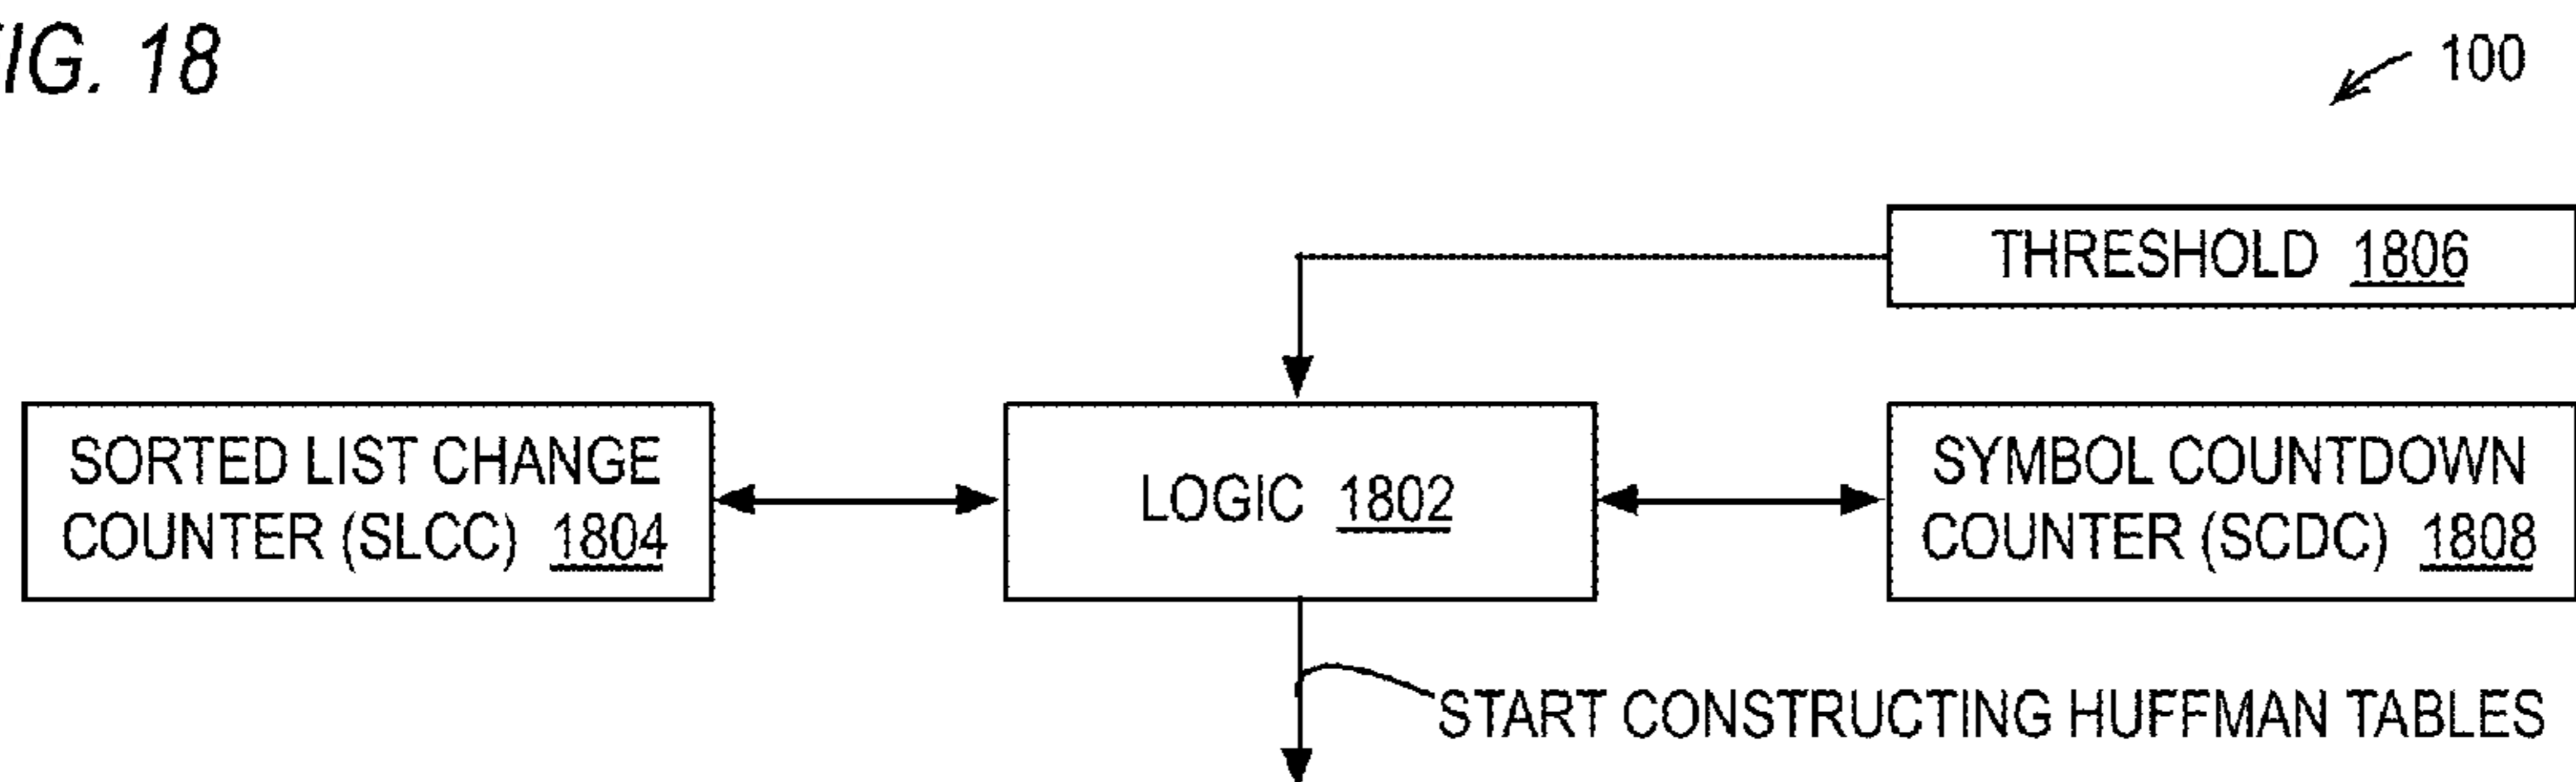 FIG. 18
100
THRESHOLD 1806
SORTED LIST CHANGE
COUNTER (SLCC) 1804
LOGIC 1802
SYMBOL COUNTDOWN
COUNTER (SCDC) 1808
START CONSTRUCTING HUFFMAN TABLES